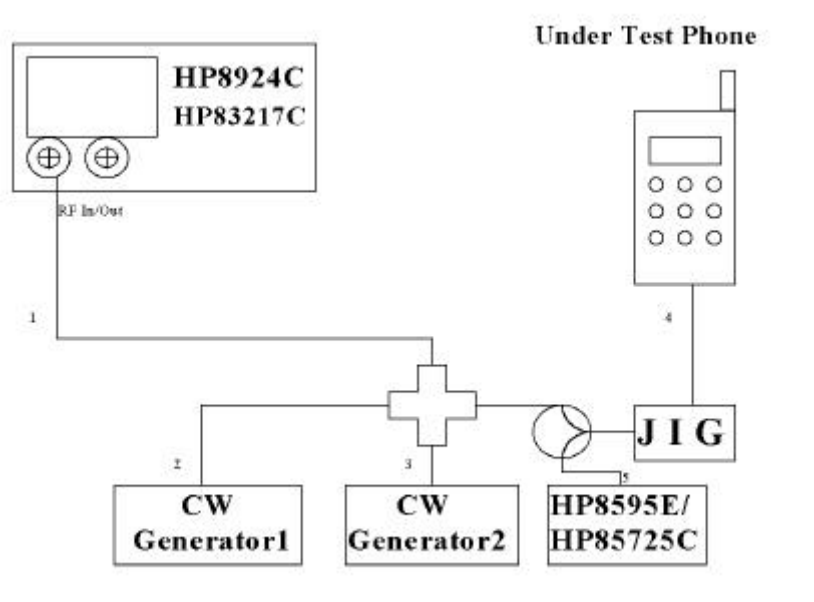 Under Test Phone
HP8924C
HP83217C
RF In/Out
1
4
J I G
2
3
5
CW
Generator1
CW
Generator2
HP8595E/
HP85725C